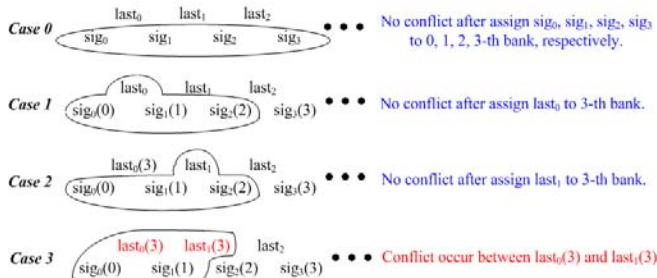 last₀ last₁ last₂
Case 0 sig₀ sig₁ sig₂ sig₃ • • • No conflict after assign sig₀, sig₁, sig₂, sig₃
to 0, 1, 2, 3-th bank, respectively.
last₀ last₁ last₂
Case 1 sig₀(0) sig₁(1) sig₂(2) sig₃(3) • • • No conflict after assign last₀ to 3-th bank.
last₀(3) last₁ last₂
Case 2 sig₀(0) sig₁(1) sig₂(2) sig₃(3) • • • No conflict after assign last₁ to 3-th bank.
last₀(3) last₁(3) last₂
Case 3 sig₀(0) sig₁(1) sig₂(2) sig₃(3) • • • Conflict occur between last₀(3) and last₁(3)